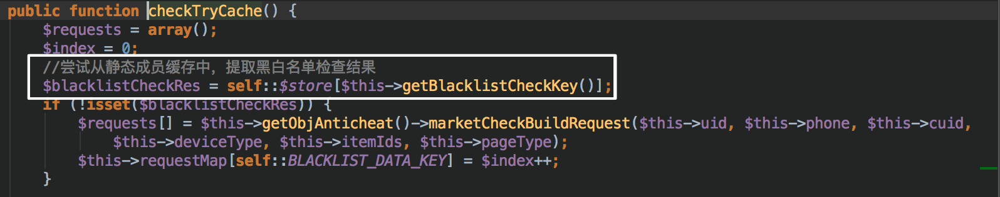 public function checkTryCache() {
$requests = array();
$index = 0;
//尝试从静态成员缓存中，提取黑白名单检查结果
$blacklistCheckRes = self::$store[$this->getBlacklistCheckKey()];
if (!isset($blacklistCheckRes)) {
$requests[] = $this->getObjAnticheat()->marketCheckBuildRequest($this->uid, $this->phone, $this->cuid,
$this->deviceType, $this->itemIds, $this->pageType);
$this->requestMap[self::BLACKLIST_DATA_KEY] = $index++;
}